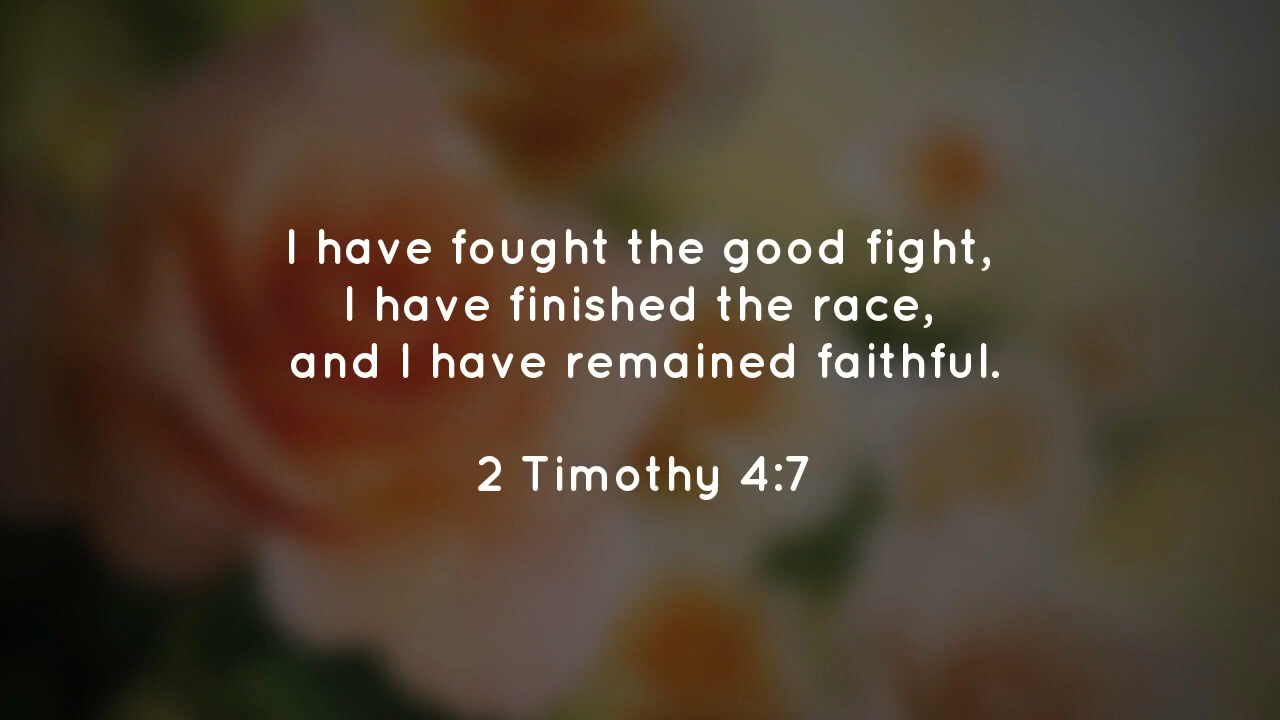 I have fought the good fight,
I have finished the race,
and I have remained faithful.
2 Timothy 4:7